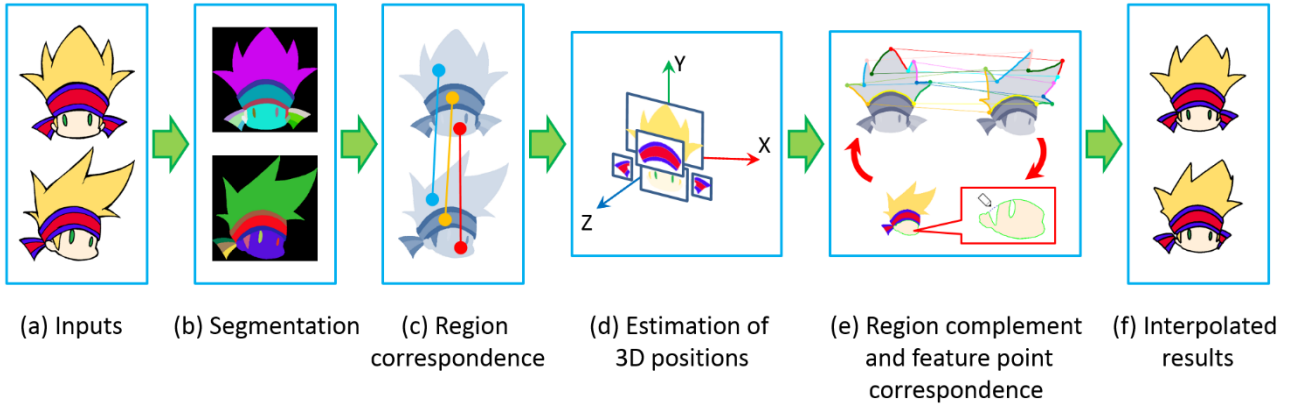 Y
X
Z
(a) Inputs
(b) Segmentation
(c) Region
correspondence
(d) Estimation of
3D positions
(e) Region complement
and feature point
correspondence
(f) Interpolated
results